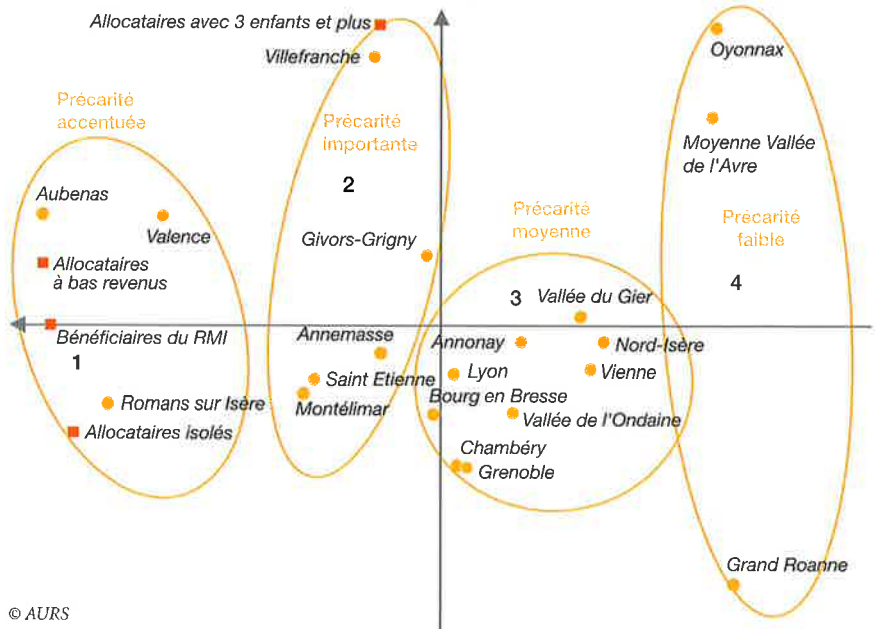 Allocataires avec 3 enfants et plus
Villefranche
Oyonnax
Précarité
accentuée
Précarité
importante
Moyenne Vallée
de l'Avre
2
Aubenas
Valence
Givors-Grigny
Précarité
moyenne
Précarité
faible
Allocataires
à bas revenus
4
3
Vallée du Gier
Bénéficiaires du RMI
1
Annemasse
Annonay
Nord-Isère
Lyon
Vienne
Saint Etienne
Montélimar
Bourg en Bresse
Romans sur Isère
Vallée de l'Ondaine
Allocataires isolés
Chambéry
Grenoble
Grand Roanne
© AURS